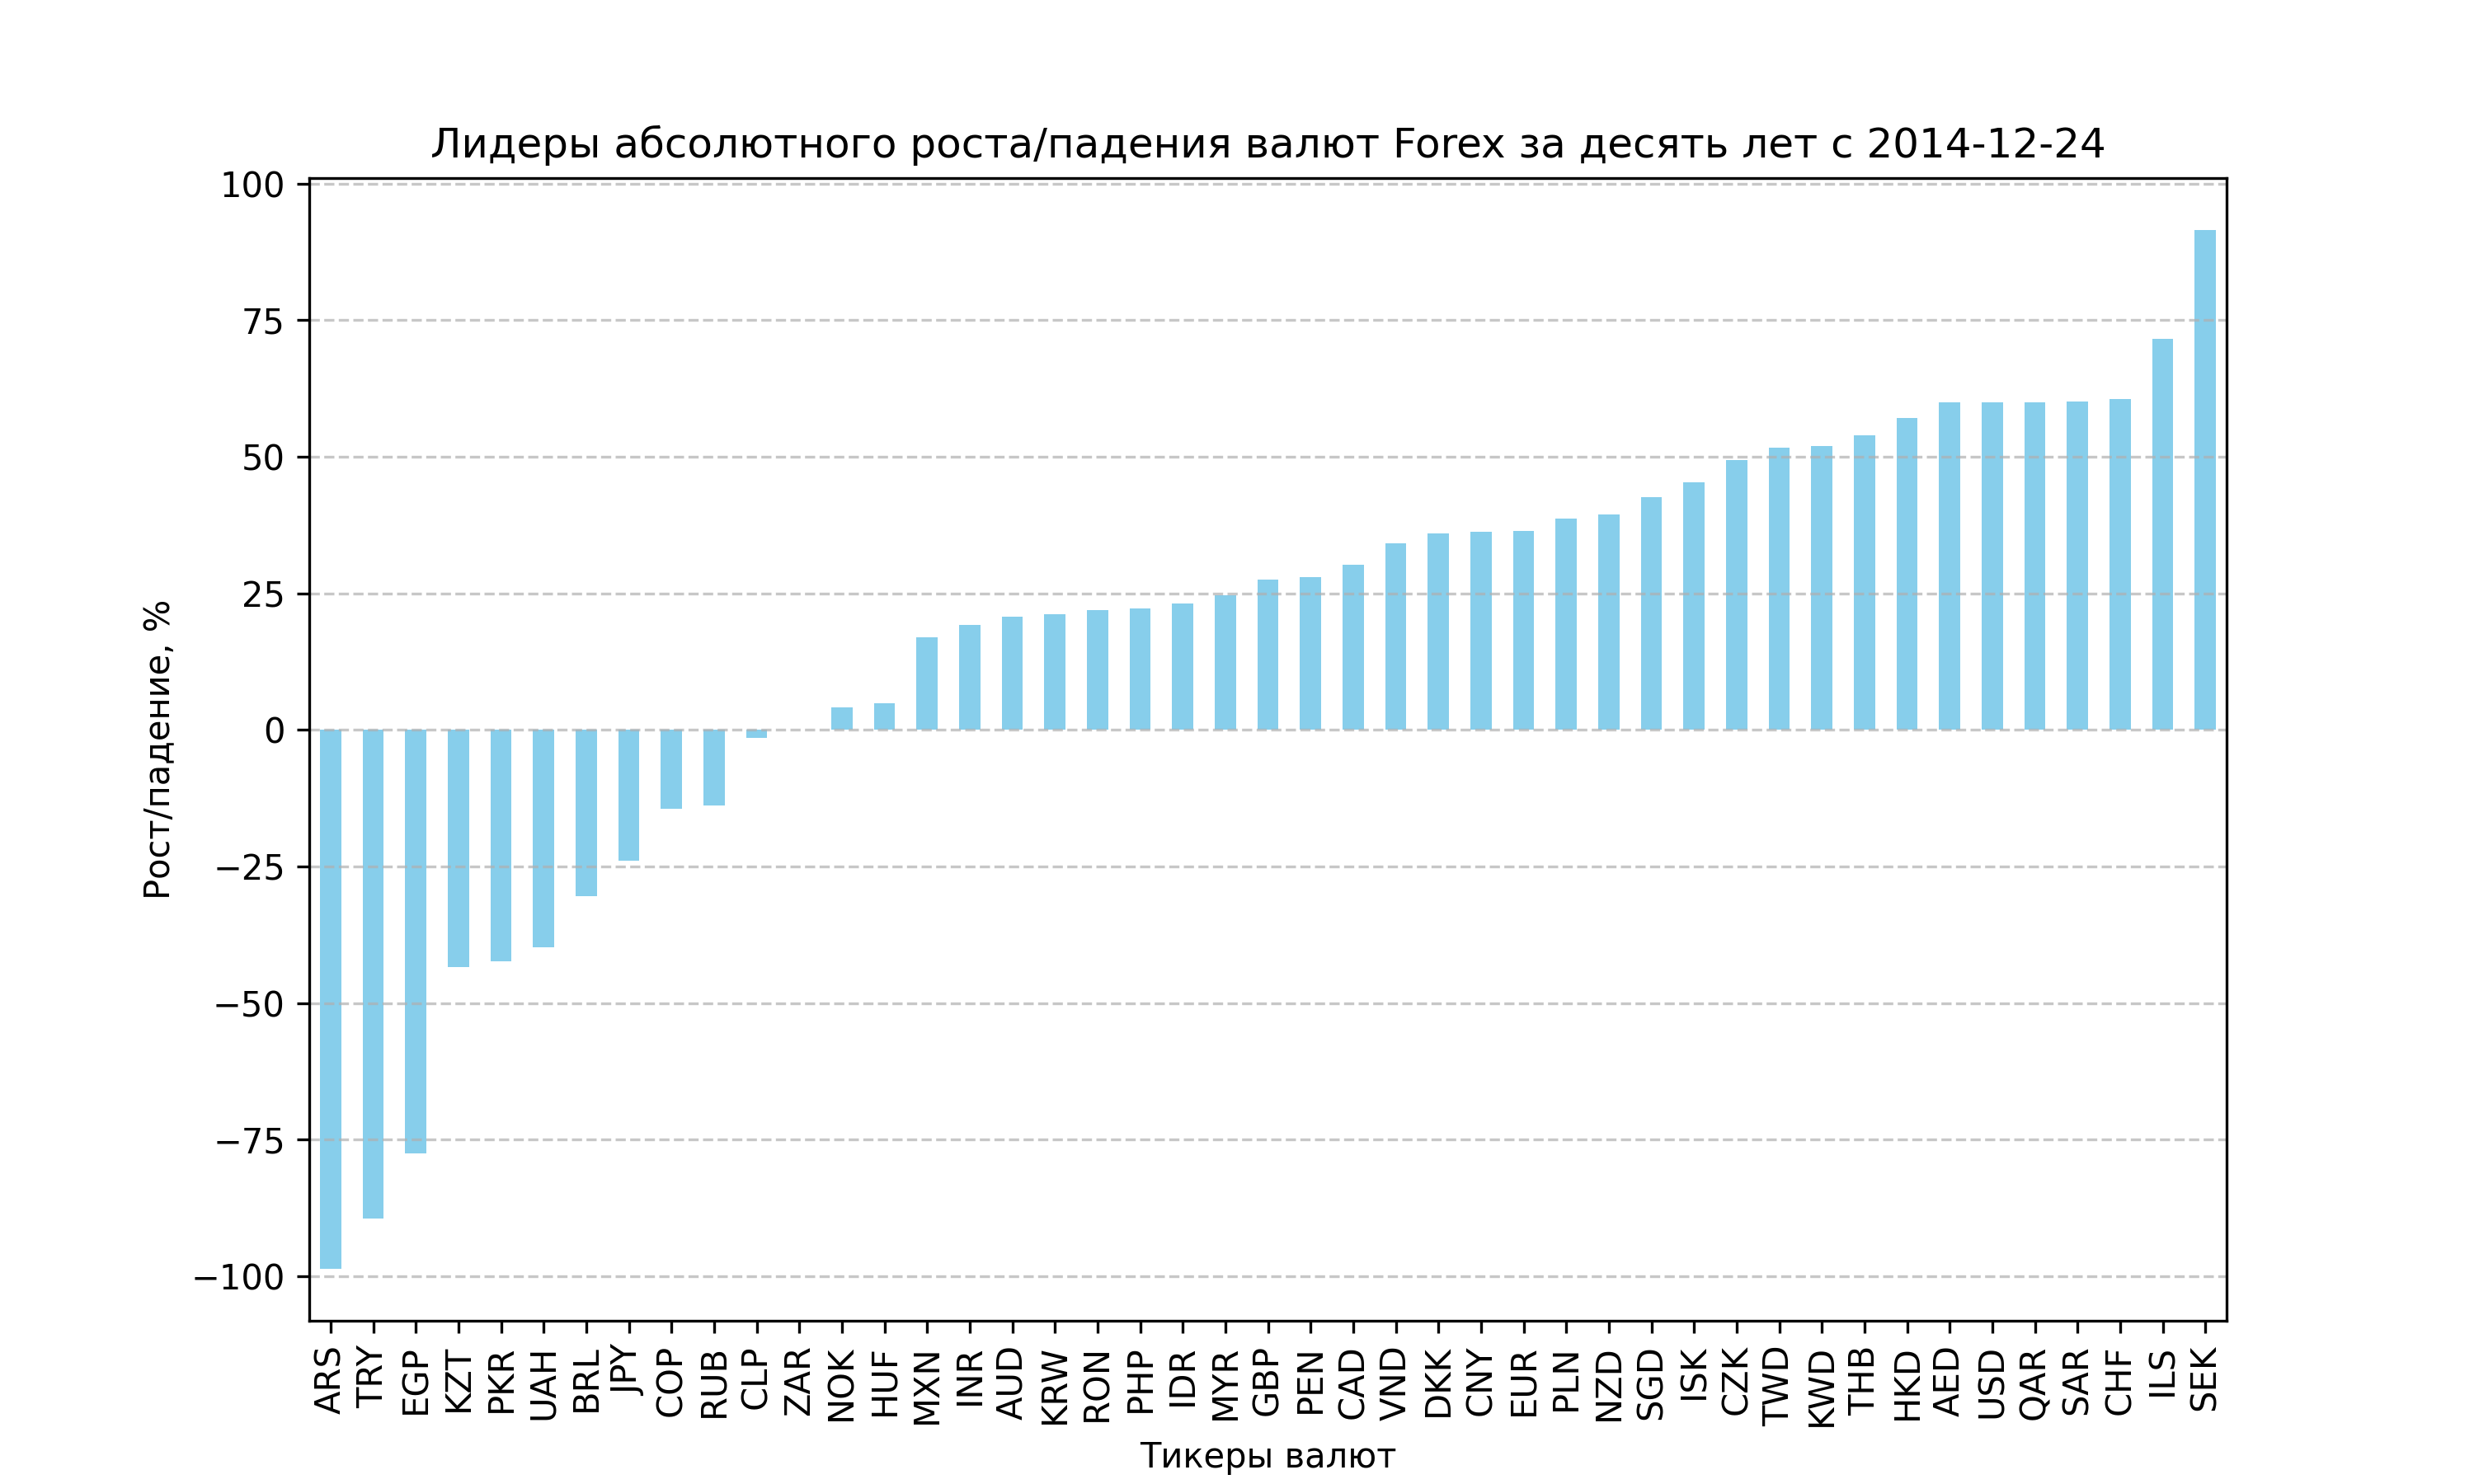 Лидеры абсолютного роста/падения валют Forex за десять лет с 2014-12-24
Рост/падение, %
100
75
50
25
0
−25
−50
−75
−100
ARS TRY EGP KZT PKR UAH BRL JPY COP RUB CLP ZAR NOK HUF MXN INR AUD KRW RON PHP IDR MYR GBP PEN CAD VND DKK CNY EUR PLN NZD SGD ISK CZK TWD KWD THB HKD AED USD QAR SAR CHF ILS SEK
Тикеры валют